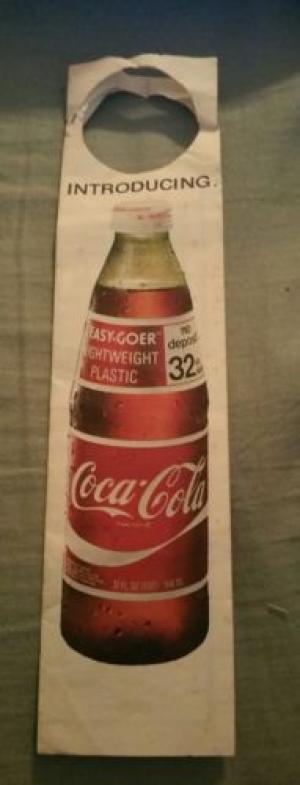 INTRODUCING.
EASY-GOER
LIGHTWEIGHT
PLASTIC
no
deposit
32
Coca-Cola